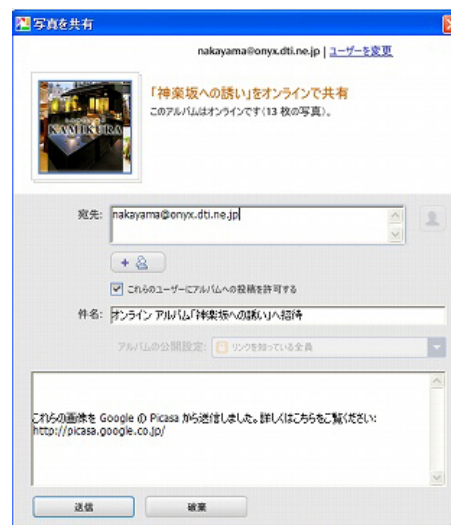 写真を共有
nakayama@onyx.dti.ne.jp | ユーザーを変更
「神楽坂への誘い」をオンラインで共有
このアルバムはオンラインです(13 枚の写真)。
KAMIKURA
宛先: nakayama@onyx.dti.ne.jp
これらのユーザーにアルバムへの投稿を許可する
件名: オンライン アルバム「神楽坂への誘い」へ招待
アルバムの公開設定: リンクを知っている全員
これらの画像を Google の Picasa から送信しました。詳しくはこちらをご覧ください:
http://picasa.google.co.jp/
送信 破棄